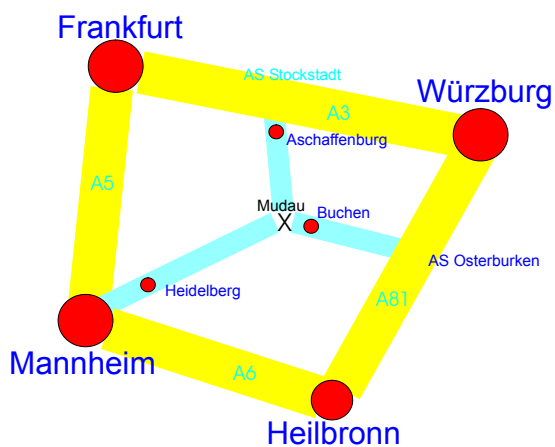 Frankfurt
AS Stockstadt
Würzburg
A3
Aschaffenburg
A5
Mudau
X
Buchen
AS Osterburken
Heidelberg
A81
Mannheim
A6
Heilbronn